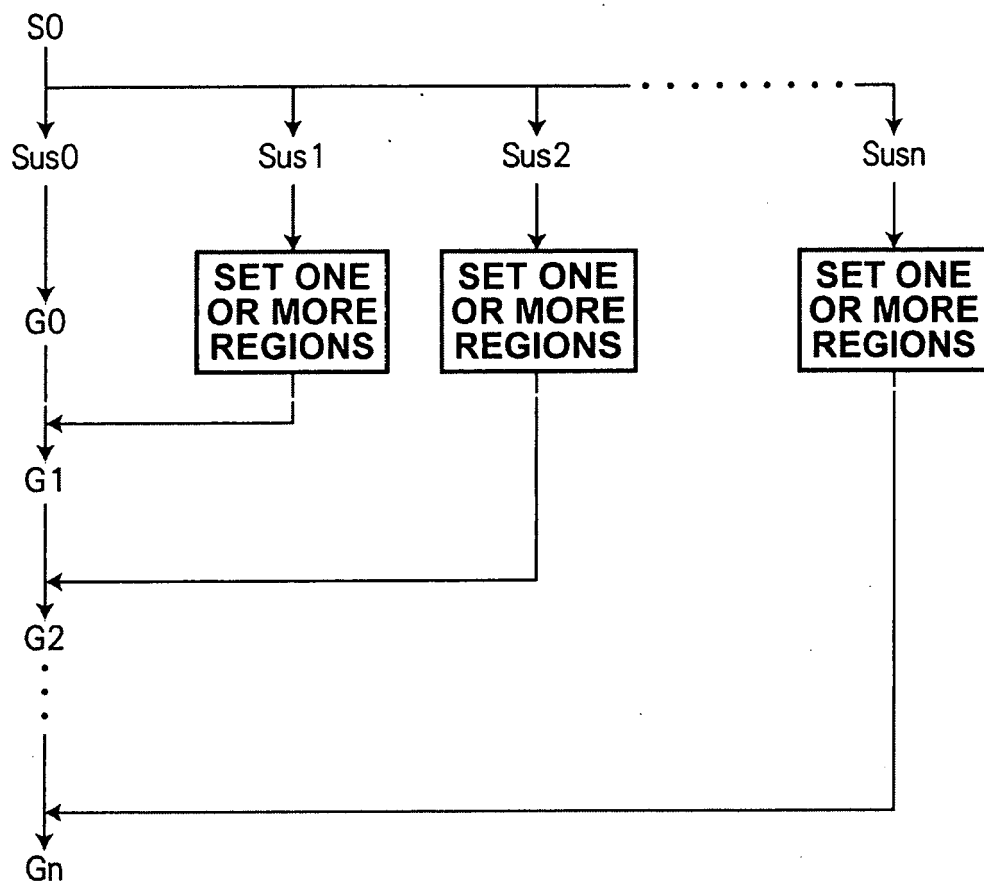 S0
Sus0
Sus1
Sus2
Susn
SET ONE
OR MORE
REGIONS
SET ONE
OR MORE
REGIONS
SET ONE
OR MORE
REGIONS
G0
G1
G2
Gn